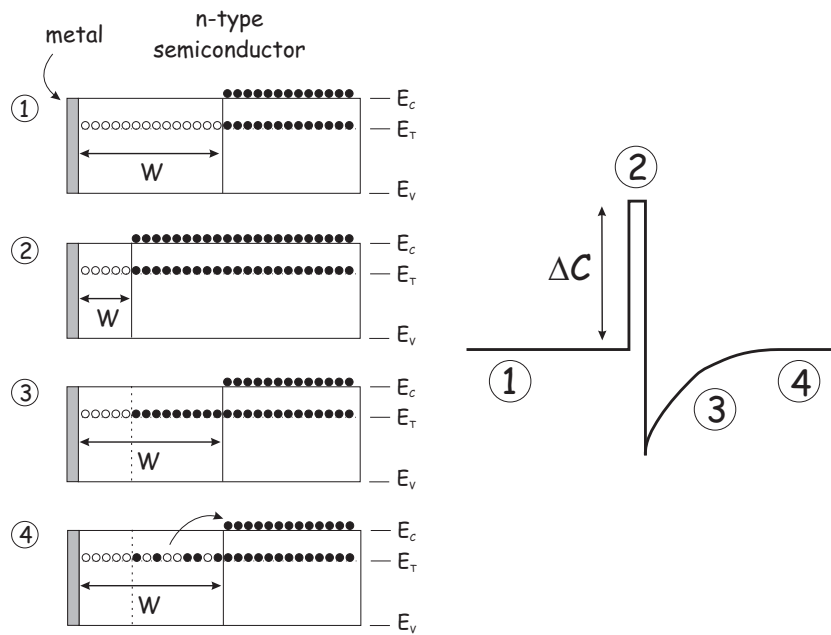 n-type
semiconductor
metal
1
E_C
E_T
W
E_V
2
E_C
E_T
W
E_V
3
E_C
E_T
W
E_V
4
E_C
E_T
W
E_V
2
ΔC
1
3
4